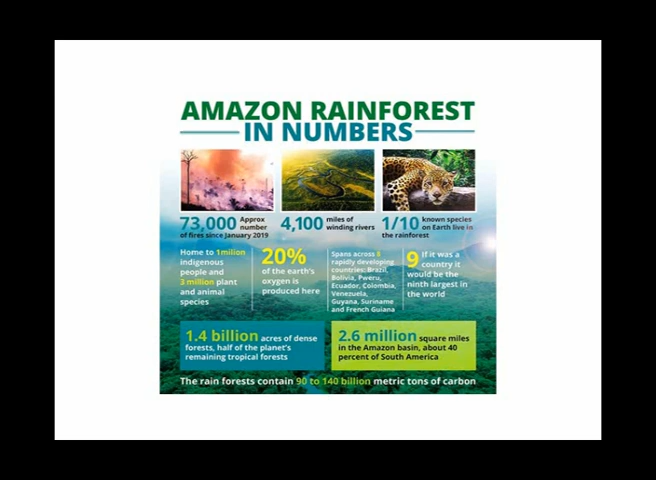 AMAZON RAINFOREST
IN NUMBERS
73,000 Approx
number
of fires since January 2019
4,100 miles of
winding rivers
1/10 known species
on Earth live in
the rainforest
Home to 1milion
indigenous
people and
3 million plant
and animal
species
20%
of the earth's
oxygen is
produced here
Spans across
rapidly developing
countries: Brazil,
Bolivia, Pweru,
Ecuador, Colombia,
Venezuela,
Guyana, Suriname
and French Guiana
9 if it was a
country it
would be the
ninth largest in
the world
1.4 billion acres of dense
forests, half of the planet's
remaining tropical forests
2.6 million square miles
in the Amazon basin, about 40
percent of South America
The rain forests contain 90 to 140 billion metric tons of carbon